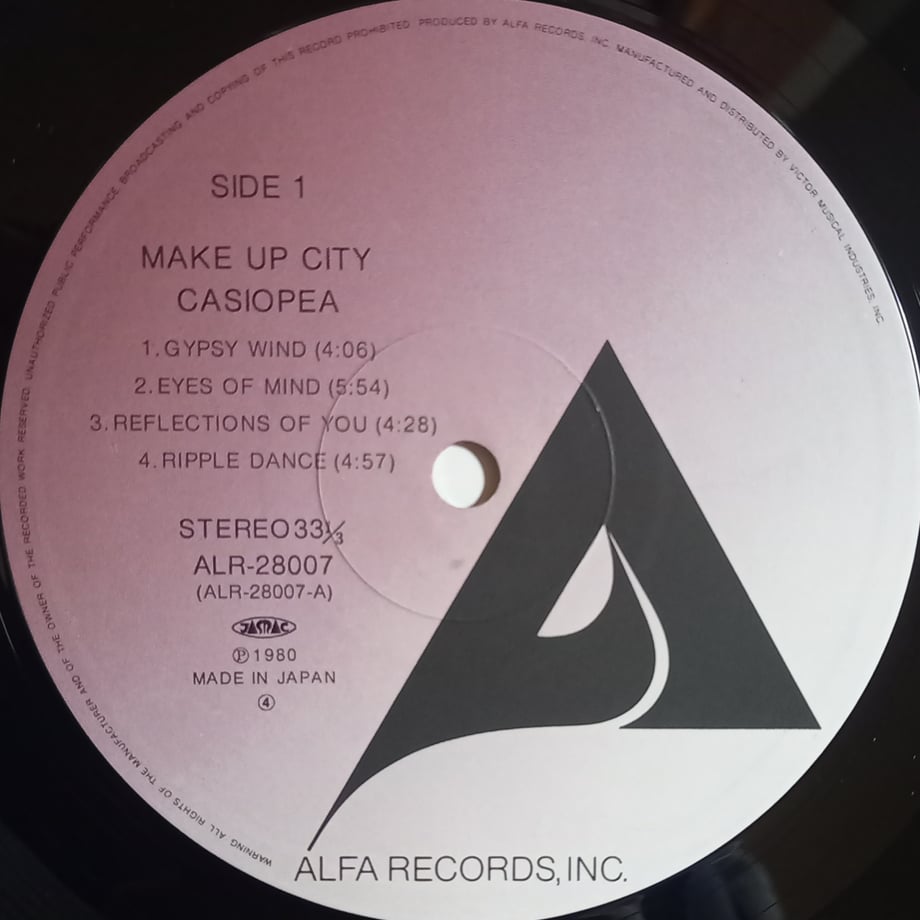 WARNING. ALL RIGHTS OF THE MANUFACTURER AND OF THE OWNER OF THE RECORDED WORK RESERVED. UNAUTHORIZED PUBLIC PERFORMANCE, BROADCASTING AND COPYING OF THIS RECORD PROHIBITED PRODUCED BY ALFA RECORDS, INC. MANUFACTURED AND DISTRIBUTED BY VICTOR MUSICAL INDUSTRIES, INC.
SIDE 1
MAKE UP CITY
CASIOPEA
1. GYPSY WIND (4:06)
2. EYES OF MIND (5:54)
3. REFLECTIONS OF YOU (4:28)
4. RIPPLE DANCE (4:57)
STEREO 33⅓
ALR-28007
(ALR-28007-A)
JASRAC
Ⓟ1980
MADE IN JAPAN
④
ALFA RECORDS, INC.